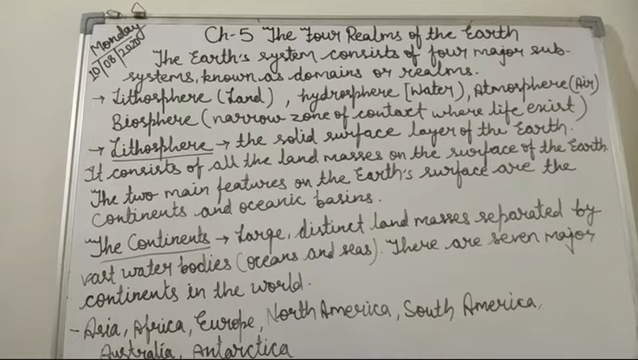 Monday
10/08/2020
Ch-5 The Four Realms of the Earth
The Earth's system consists of four major sub-
systems, known as domains or realms.
→ Lithosphere (Land), hydrosphere [Water), Atmosphere (Air)
Biosphere (narrow zone of contact where life exist)
→ Lithosphere → the solid surface layer of the Earth.
It consists of all the land masses on the surface of the Earth
The two main features on the Earth's surface are the
continents and oceanic basins.
The Continents → Large, distinct land masses separated by
vast water bodies (oceans and seas). There are seven major
continents in the world.
- Asia, Africa, Europe, North America, South America,
Australia, Antarctica